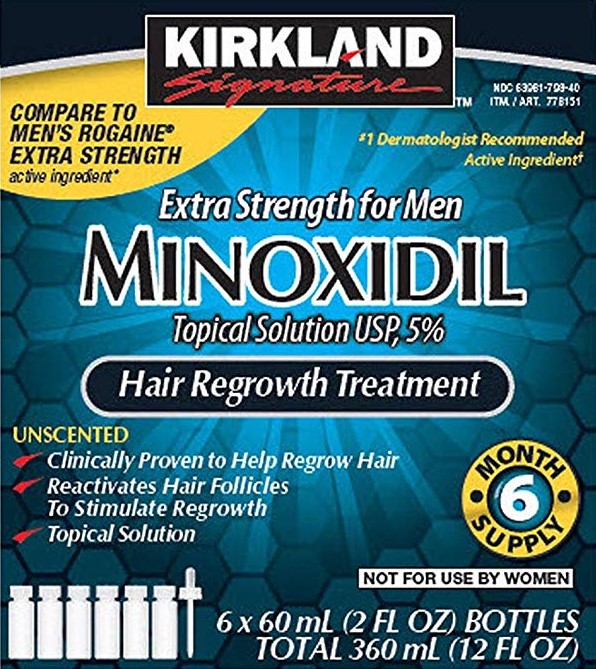 KIRKLAND
Signature™
NDC 63981-799-40
ITM. / ART. 778151
COMPARE TO
MEN'S ROGAINE®
EXTRA STRENGTH
active ingredient*
#1 Dermatologist Recommended
Active Ingredient†
Extra Strength for Men
MINOXIDIL
Topical Solution USP, 5%
Hair Regrowth Treatment
UNSCENTED
Clinically Proven to Help Regrow Hair
Reactivates Hair Follicles
To Stimulate Regrowth
Topical Solution
MONTH
6
SUPPLY
NOT FOR USE BY WOMEN
6 x 60 mL (2 FL OZ) BOTTLES
TOTAL 360 mL (12 FL OZ)